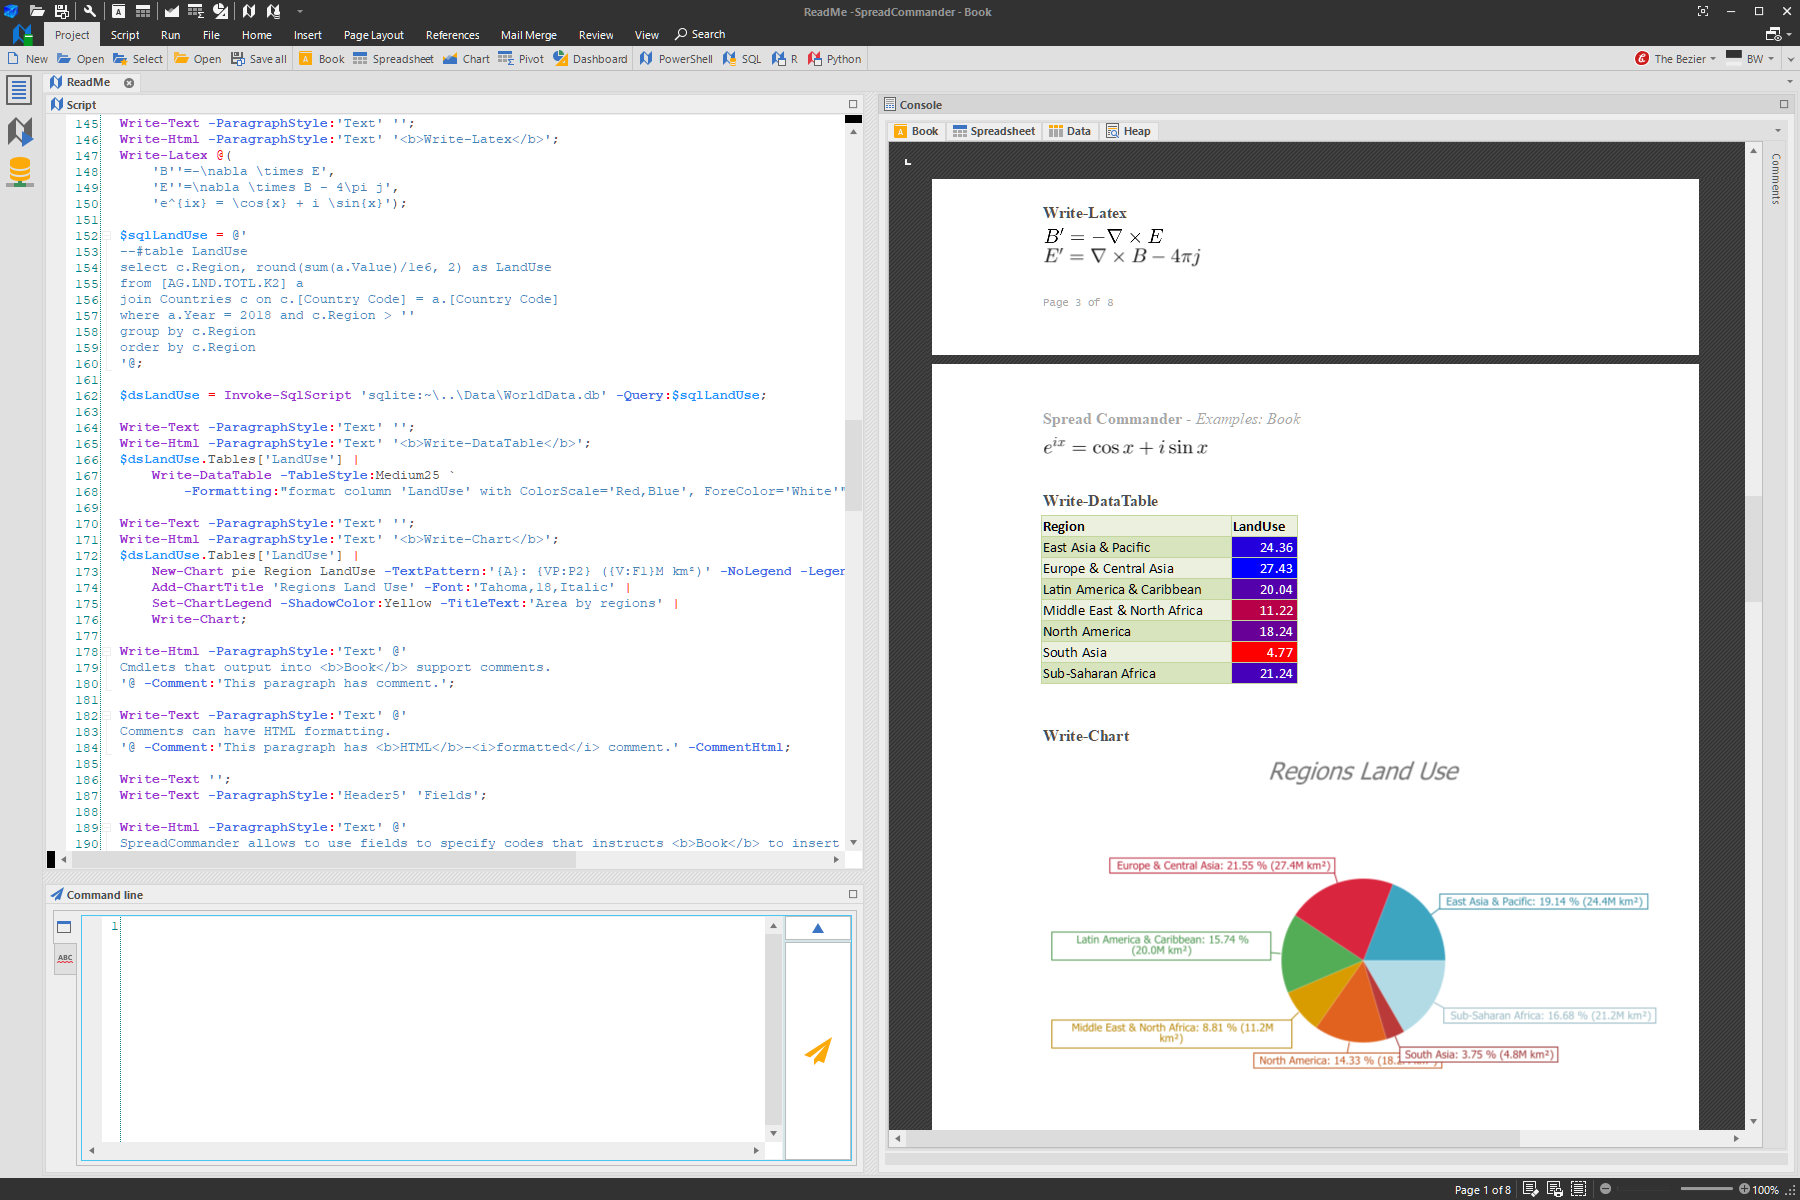 ReadMe -SpreadCommander - Book
Project Script Run File Home Insert Page Layout References Mail Merge Review View Search
New Open Select Open Save all Book Spreadsheet Chart Pivot Dashboard PowerShell SQL R Python The Bezier BW
ReadMe
Script
145 Write-Text -ParagraphStyle:'Text' '';
146 Write-Html -ParagraphStyle:'Text' '<b>Write-Latex</b>';
147 Write-Latex @(
148 'B''=-\nabla \times E',
149 'E''=\nabla \times B - 4\pi j',
150 'e^{ix} = \cos{x} + i \sin{x}');
151
152 $sqlLandUse = @'
153 --#table LandUse
154 select c.Region, round(sum(a.Value)/1e6, 2) as LandUse
155 from [AG.LND.TOTL.K2] a
156 join Countries c on c.[Country Code] = a.[Country Code]
157 where a.Year = 2018 and c.Region > ''
158 group by c.Region
159 order by c.Region
160 '@;
161
162 $dsLandUse = Invoke-SqlScript 'sqlite:~\..\Data\WorldData.db' -Query:$sqlLandUse;
163
164 Write-Text -ParagraphStyle:'Text' '';
165 Write-Html -ParagraphStyle:'Text' '<b>Write-DataTable</b>';
166 $dsLandUse.Tables['LandUse'] |
167 Write-DataTable -TableStyle:Medium25 `
168 -Formatting:"format column 'LandUse' with ColorScale='Red,Blue', ForeColor='White'"
169
170 Write-Text -ParagraphStyle:'Text' '';
171 Write-Html -ParagraphStyle:'Text' '<b>Write-Chart</b>';
172 $dsLandUse.Tables['LandUse'] |
173 New-Chart pie Region LandUse -TextPattern:'{A}: {VP:P2} ({V:F1}M km²)' -NoLegend -Leger
174 Add-ChartTitle 'Regions Land Use' -Font:'Tahoma,18,Italic' |
175 Set-ChartLegend -ShadowColor:Yellow -TitleText:'Area by regions' |
176 Write-Chart;
177
178 Write-Html -ParagraphStyle:'Text' @'
179 Cmdlets that output into <b>Book</b> support comments.
180 '@ -Comment:'This paragraph has comment.';
181
182 Write-Text -ParagraphStyle:'Text' @'
183 Comments can have HTML formatting.
184 '@ -Comment:'This paragraph has <b>HTML</b>-<i>formatted</i> comment.' -CommentHtml;
185
186 Write-Text '';
187 Write-Text -ParagraphStyle:'Header5' 'Fields';
188
189 Write-Html -ParagraphStyle:'Text' @'
190 SpreadCommander allows to use fields to specify codes that instructs <b>Book</b> to insert
Command line
ABC
1
Console
Book Spreadsheet Data Heap
Comments
Write-Latex
B′ = −∇ × E
E′ = ∇ × B − 4πj
Page 3 of 8
Spread Commander - Examples: Book
e^{ix} = cos x + i sin x
Write-DataTable
Region LandUse
East Asia & Pacific 24.36
Europe & Central Asia 27.43
Latin America & Caribbean 20.04
Middle East & North Africa 11.22
North America 18.24
South Asia 4.77
Sub-Saharan Africa 21.24
Write-Chart
Regions Land Use
Europe & Central Asia: 21.55 % (27.4M km²)
East Asia & Pacific: 19.14 % (24.4M km²)
Latin America & Caribbean: 15.74 %
(20.0M km²)
Sub-Saharan Africa: 16.68 % (21.2M km²)
Middle East & North Africa: 8.81 % (11.2M
km²)
South Asia: 3.75 % (4.8M km²)
North America: 14.33 % (18.
Page 1 of 8 100%